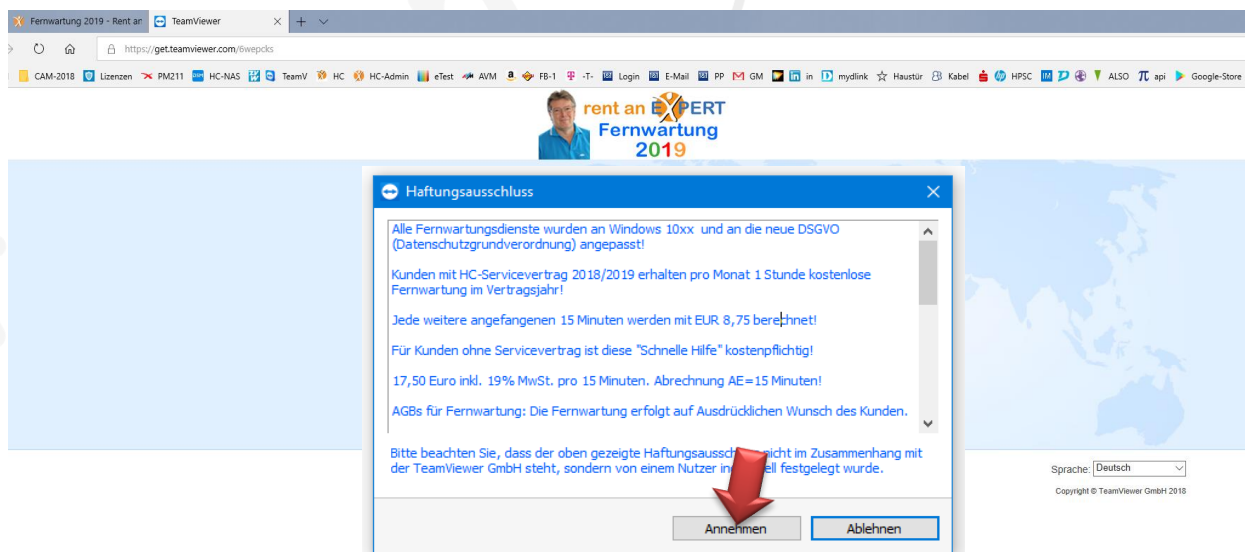 Fernwartung 2019 - Rent ar TeamViewer
https://get.teamviewer.com/6wepcks
CAM-2018 Lizenzen PM211 HC-NAS TeamV HC HC-Admin eTest AVM FB-1 -T- Login E-Mail PP GM in mydlink Haustür Kabel HPSC ALSO api Google-Store
rent an EXPERT
Fernwartung
2019
Haftungsausschluss
Alle Fernwartungsdienste wurden an Windows 10xx und an die neue DSGVO
(Datenschutzgrundverordnung) angepasst!
Kunden mit HC-Servicevertrag 2018/2019 erhalten pro Monat 1 Stunde kostenlose
Fernwartung im Vertragsjahr!
Jede weitere angefangenen 15 Minuten werden mit EUR 8,75 berechnet!
Für Kunden ohne Servicevertrag ist diese "Schnelle Hilfe" kostenpflichtig!
17,50 Euro inkl. 19% MwSt. pro 15 Minuten. Abrechnung AE=15 Minuten!
AGBs für Fernwartung: Die Fernwartung erfolgt auf Ausdrücklichen Wunsch des Kunden.
Bitte beachten Sie, dass der oben gezeigte nicht im Zusammenhang mit
der TeamViewer GmbH steht, sondern von einem Nutzer festgelegt wurde.
Annehmen Ablehnen
Sprache: Deutsch
Copyright © TeamViewer GmbH 2018